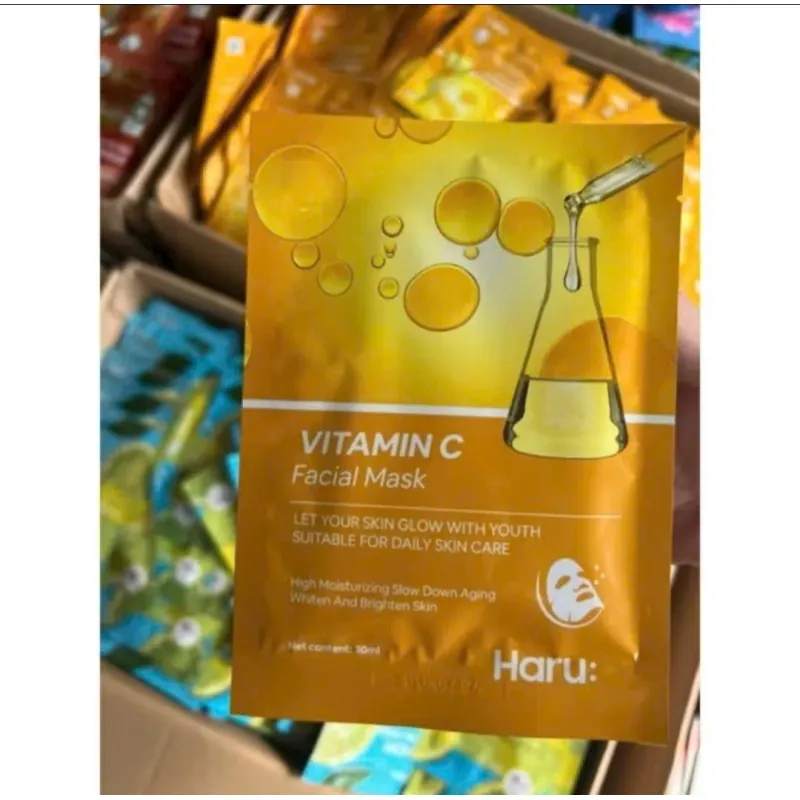 VITAMIN C
Facial Mask
LET YOUR SKIN GLOW WITH YOUTH
SUITABLE FOR DAILY SKIN CARE
High Moisturizing Slow Down Aging
Whiten And Brighten Skin
Net content: 30ml
Haru: